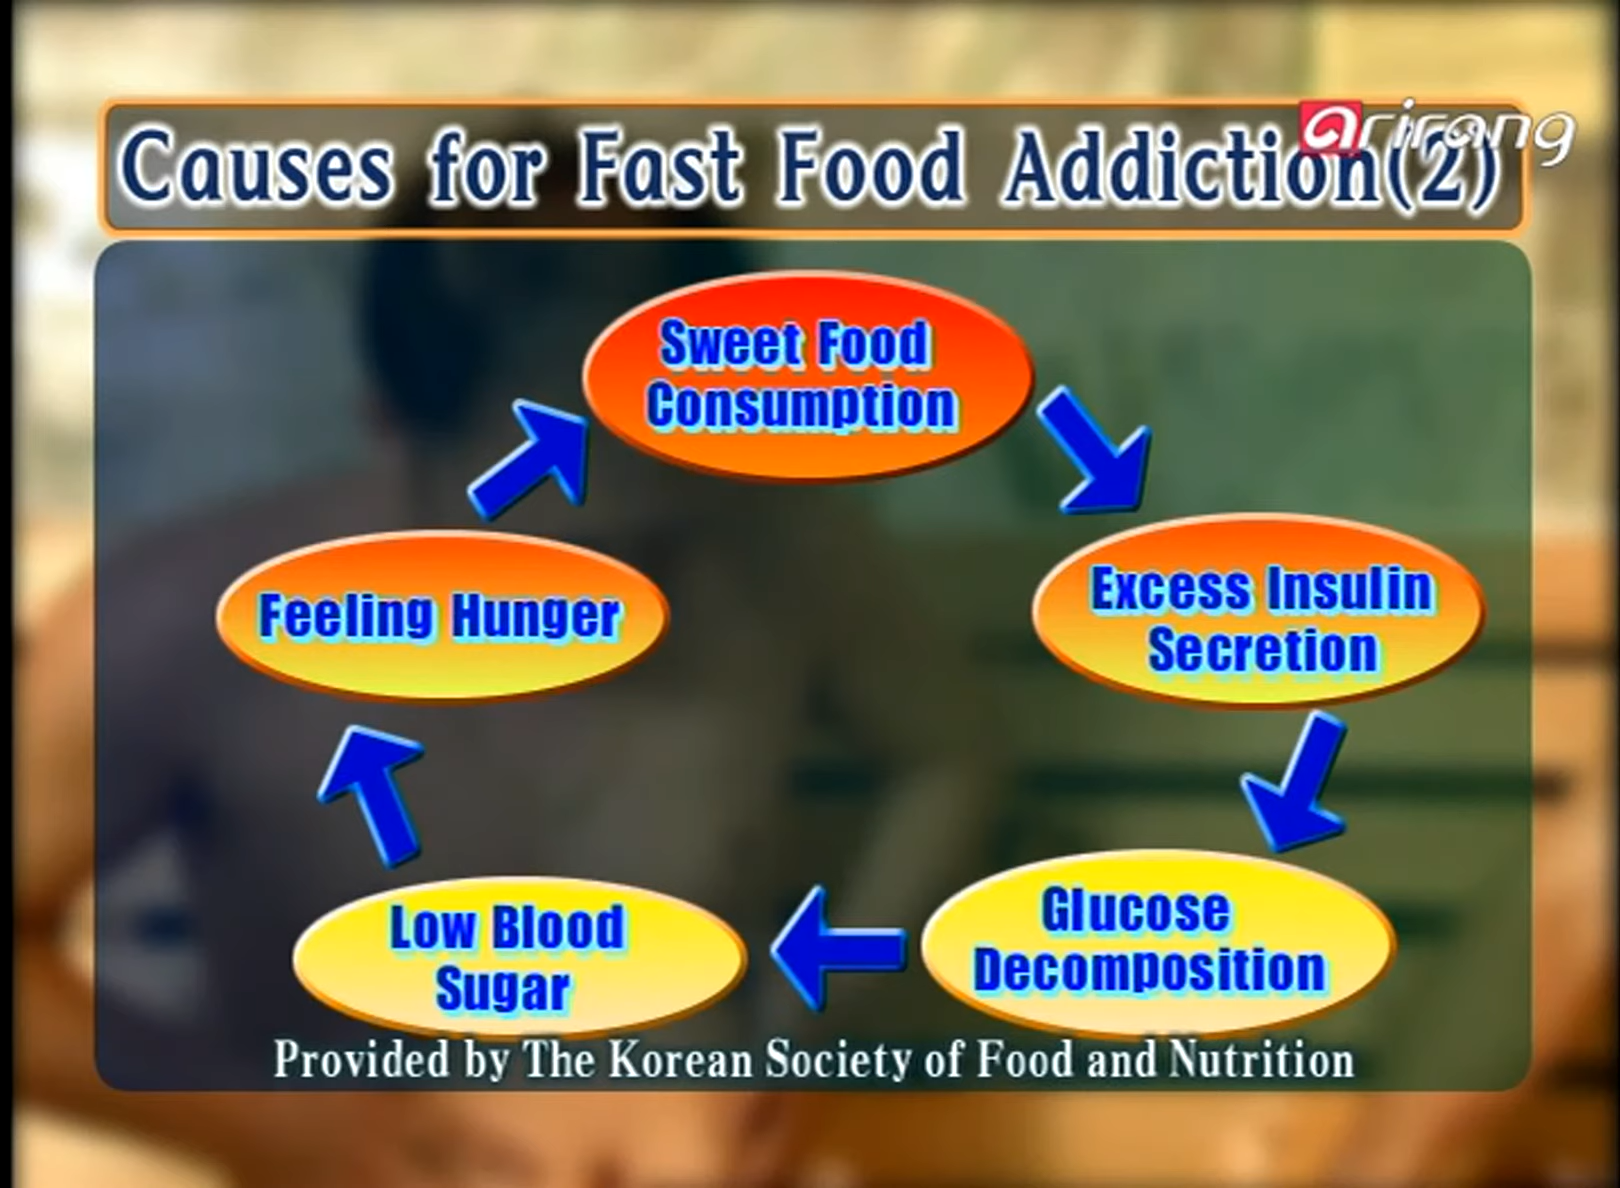 arirang
Causes for Fast Food Addiction(2)
Sweet Food
Consumption
Excess Insulin
Secretion
Glucose
Decomposition
Low Blood
Sugar
Feeling Hunger
Provided by The Korean Society of Food and Nutrition